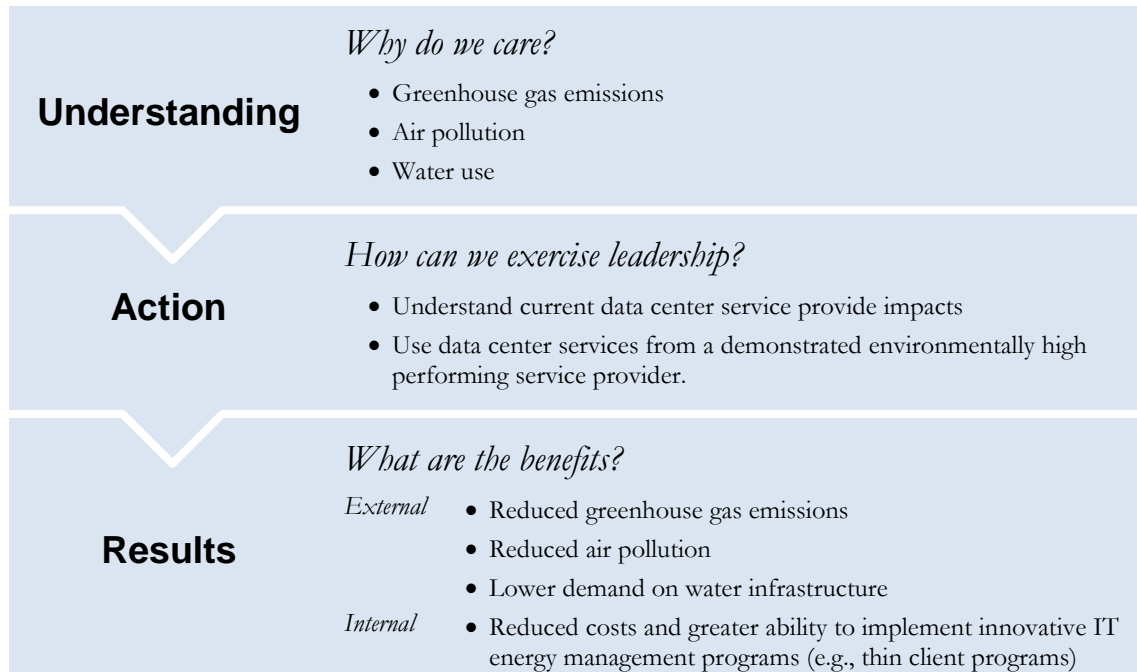 Understanding
Why do we care?
• Greenhouse gas emissions
• Air pollution
• Water use
Action
How can we exercise leadership?
• Understand current data center service provide impacts
• Use data center services from a demonstrated environmentally high
performing service provider.
Results
What are the benefits?
External • Reduced greenhouse gas emissions
• Reduced air pollution
• Lower demand on water infrastructure
Internal • Reduced costs and greater ability to implement innovative IT
energy management programs (e.g., thin client programs)